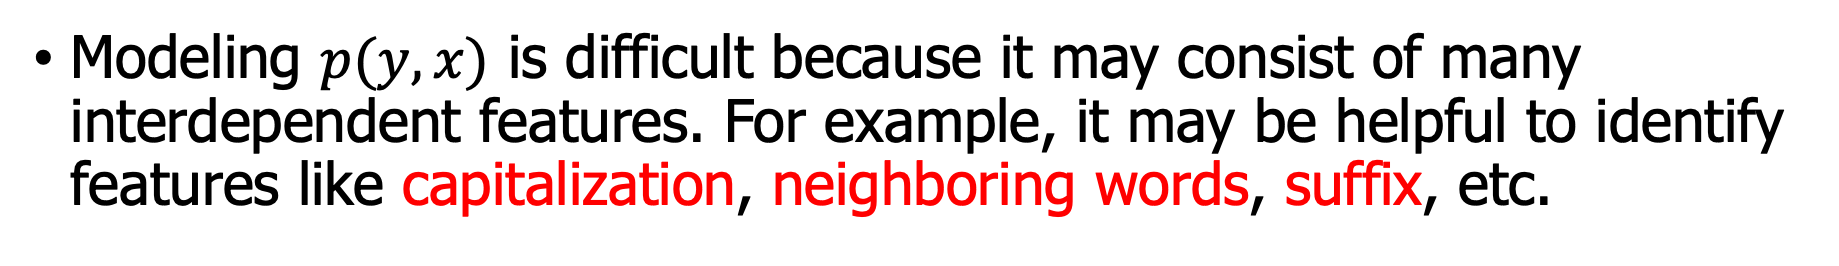 • Modeling 𝑝(𝑦, 𝑥) is difficult because it may consist of many
interdependent features. For example, it may be helpful to identify
features like capitalization, neighboring words, suffix, etc.